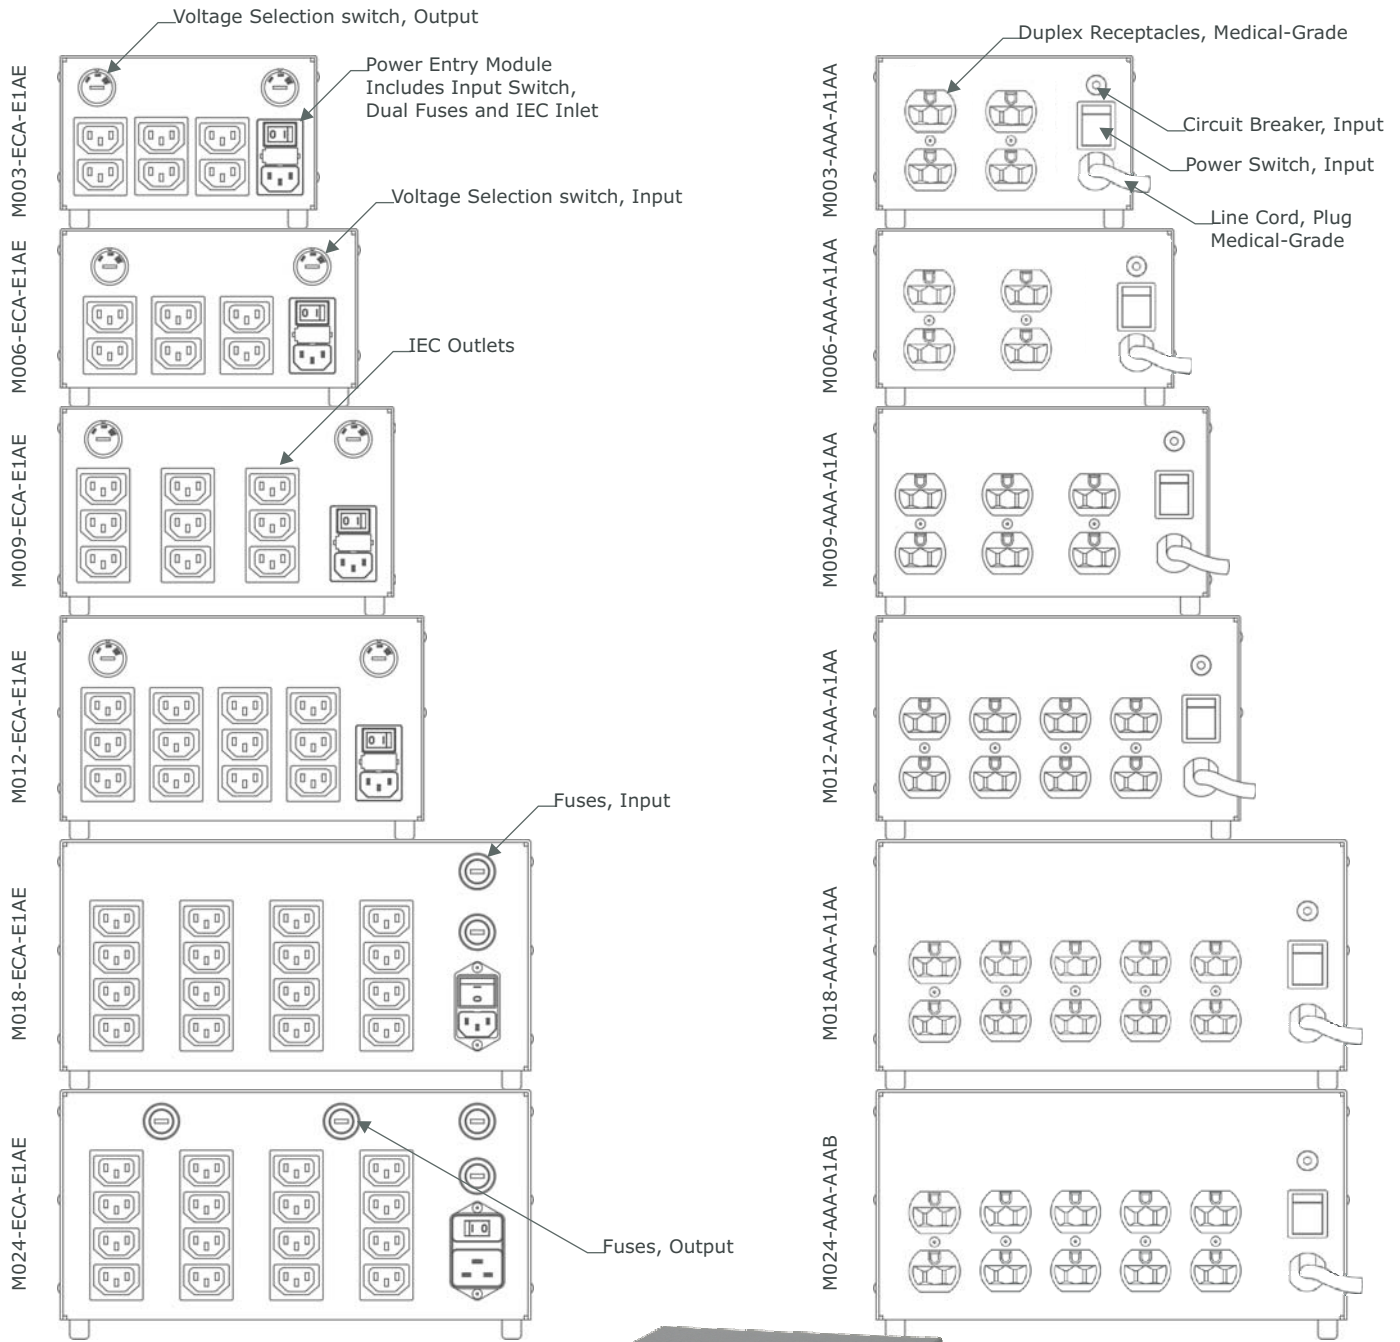 Voltage Selection switch, Output
Power Entry Module
Includes Input Switch,
Dual Fuses and IEC Inlet
M003-ECA-E1AE
Voltage Selection switch, Input
M006-ECA-E1AE
IEC Outlets
M009-ECA-E1AE
M012-ECA-E1AE
Fuses, Input
M018-ECA-E1AE
M024-ECA-E1AE
Fuses, Output
Duplex Receptacles, Medical-Grade
M003-AAA-A1AA
Circuit Breaker, Input
Power Switch, Input
Line Cord, Plug
Medical-Grade
M006-AAA-A1AA
M009-AAA-A1AA
M012-AAA-A1AA
M018-AAA-A1AA
M024-AAA-A1AB